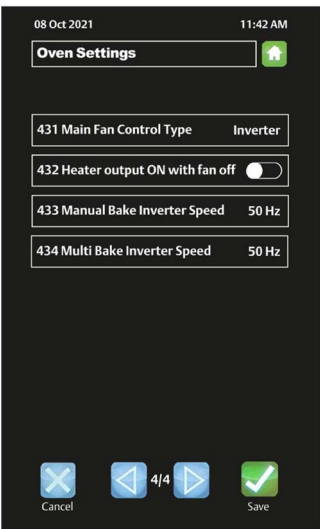 08 Oct 2021 11:42 AM
Oven Settings
431 Main Fan Control Type Inverter
432 Heater output ON with fan off
433 Manual Bake Inverter Speed 50 Hz
434 Multi Bake Inverter Speed 50 Hz
4/4
Cancel Save